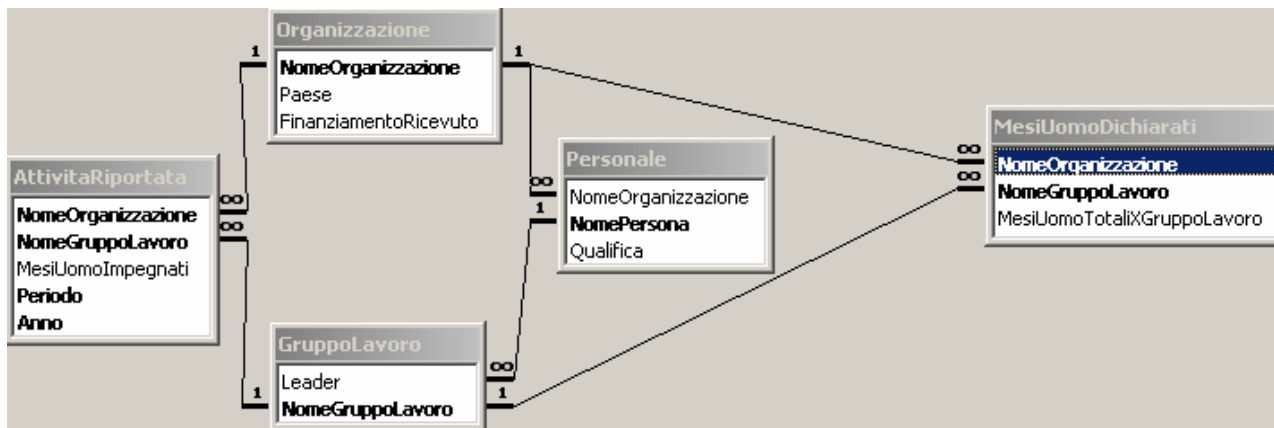 Organizzazione
NomeOrganizzazione
Paese
FinanziamentoRicevuto
1
1
AttivitaRiportata
NomeOrganizzazione
NomeGruppoLavoro
MesiUomoImpegnati
Periodo
Anno
∞
∞
1
Personale
NomeOrganizzazione
NomePersona
Qualifica
∞
1
GruppoLavoro
Leader
NomeGruppoLavoro
∞
1
MesiUomoDichiarati
NomeOrganizzazione
NomeGruppoLavoro
MesiUomoTotaliXGruppoLavoro
∞
∞